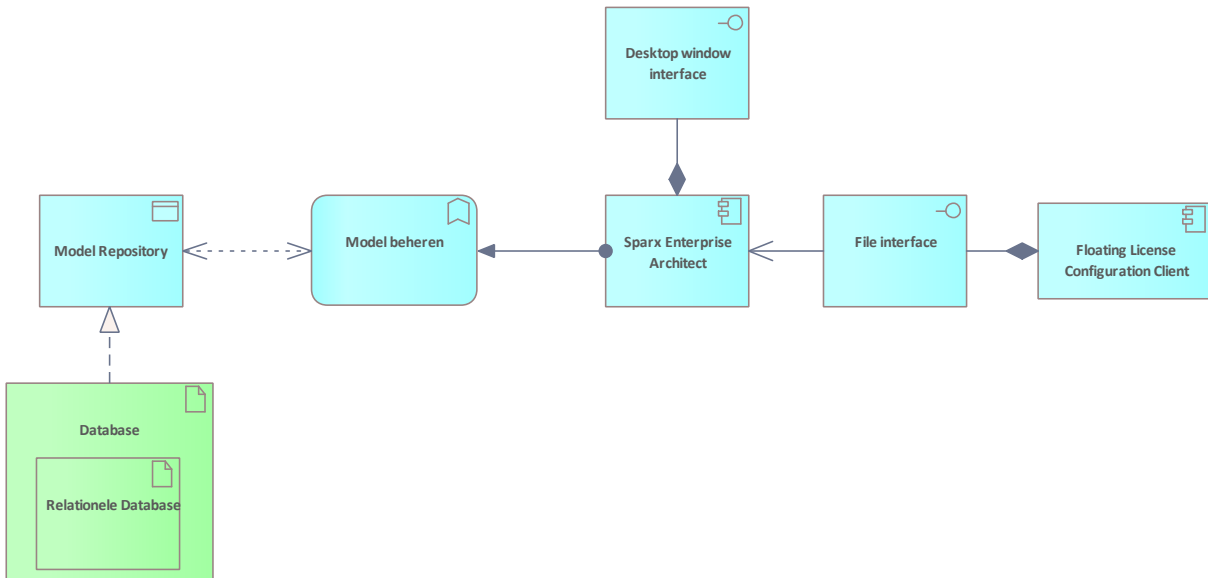 Desktop window
interface
Model Repository
Model beheren
Sparx Enterprise
Architect
File interface
Floating License
Configuration Client
Database
Relationele Database